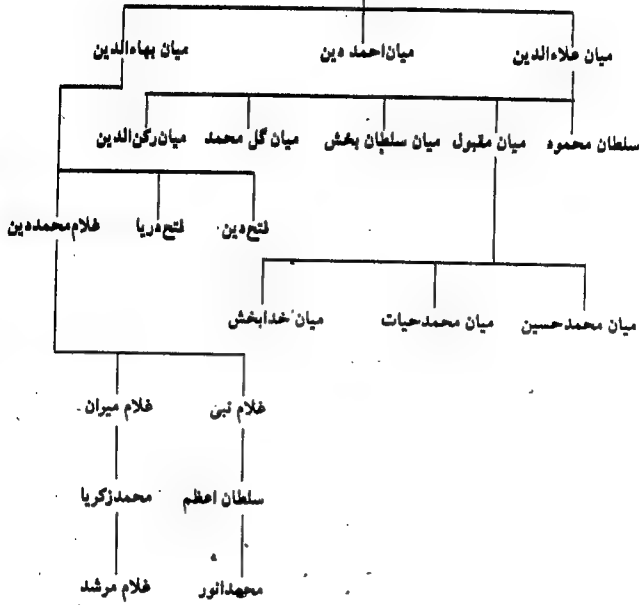 میان علاءالدین میان احمد دین میان بهاءالدین
سلطان محمود میان مقبول میان سلطان بخش میان گل محمد میان رکن‌الدین
فتح‌دین فتح‌دریا غلام‌محمددین
میان محمدحسین میان محمدحیات میان خدابخش
غلام نبی غلام میران
سلطان اعظم محمدزکریا
محمدانور غلام مرشد